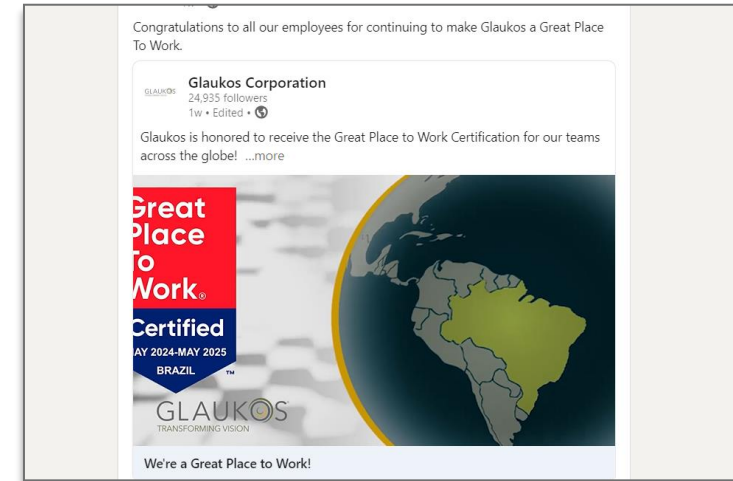 Congratulations to all our employees for continuing to make Glaukos a Great Place
To Work.
GLAUKOS
Glaukos Corporation
24,935 followers
1w • Edited •
Glaukos is honored to receive the Great Place to Work Certification for our teams
across the globe! ...more
Great
Place
To
Work®
Certified
MAY 2024-MAY 2025
BRAZIL ™
GLAUKOS
TRANSFORMING VISION
We're a Great Place to Work!